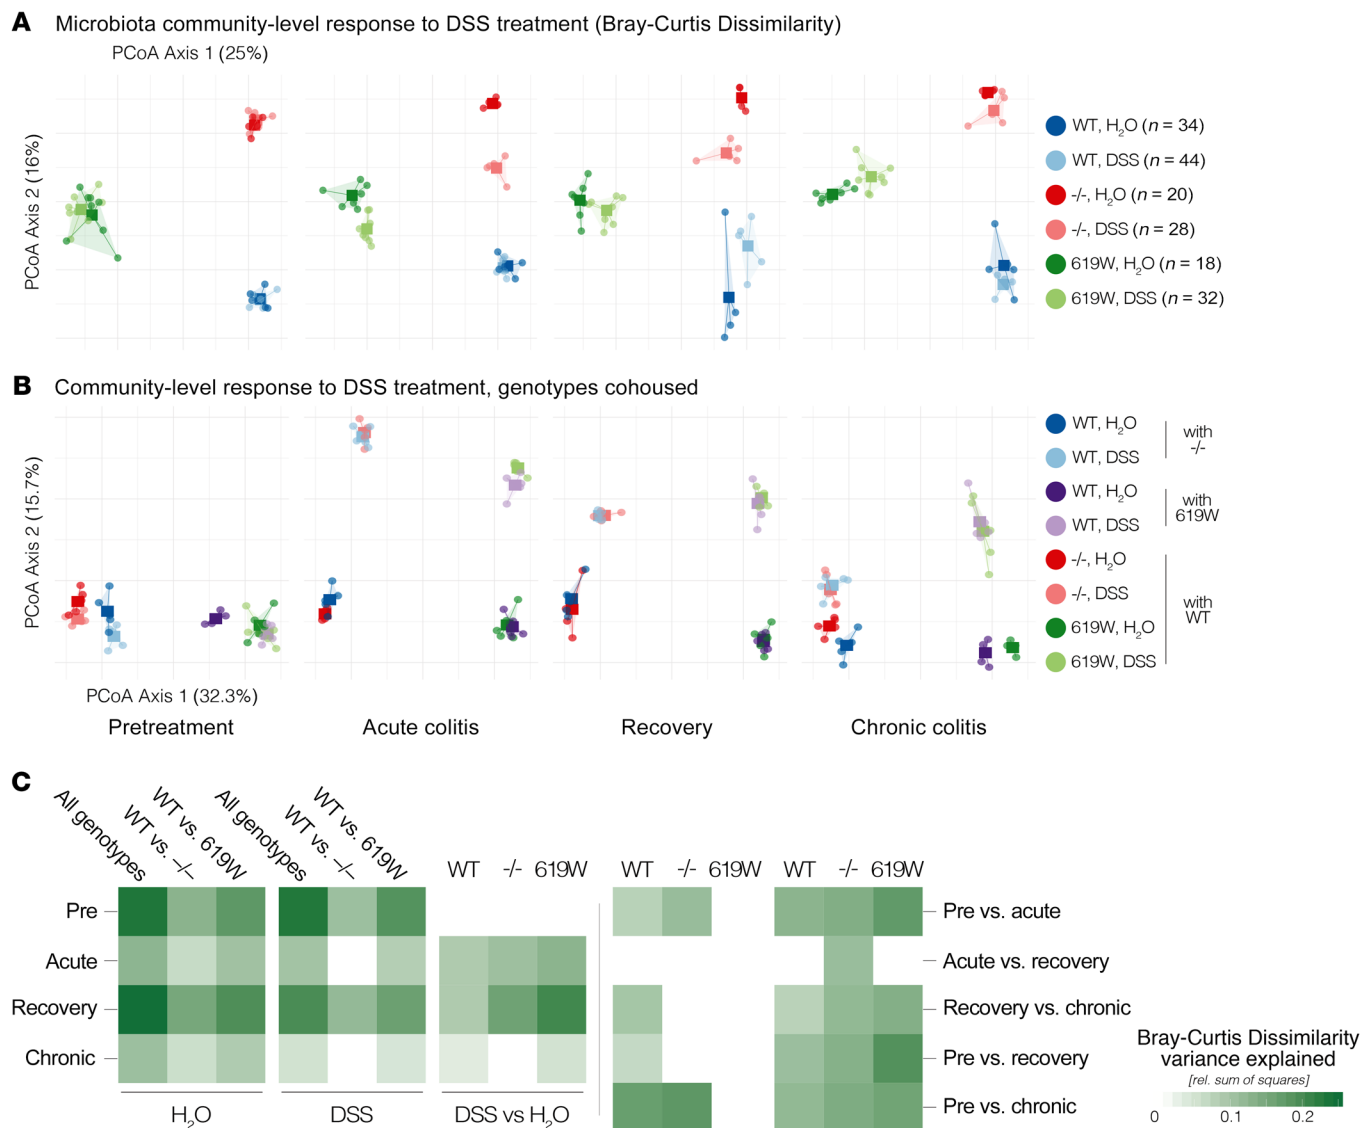 A Microbiota community-level response to DSS treatment (Bray-Curtis Dissimilarity)
PCoA Axis 1 (25%)
PCoA Axis 2 (16%)
WT, H2O (n = 34)
WT, DSS (n = 44)
-/-, H2O (n = 20)
-/-, DSS (n = 28)
619W, H2O (n = 18)
619W, DSS (n = 32)
B Community-level response to DSS treatment, genotypes cohoused
PCoA Axis 2 (15.7%)
WT, H2O
WT, DSS
with
-/-
WT, H2O
WT, DSS
with
619W
-/-, H2O
-/-, DSS
619W, H2O
619W, DSS
with
WT
PCoA Axis 1 (32.3%)
Pretreatment Acute colitis Recovery Chronic colitis
C
All genotypes
WT vs. -/-
WT vs. 619W
All genotypes
WT vs. -/-
WT vs. 619W
WT -/- 619W
WT -/- 619W
WT -/- 619W
Pre
Acute
Recovery
Chronic
H2O DSS DSS vs H2O
Pre vs. acute
Acute vs. recovery
Recovery vs. chronic
Pre vs. recovery
Pre vs. chronic
Bray-Curtis Dissimilarity
variance explained
[rel. sum of squares]
0 0.1 0.2